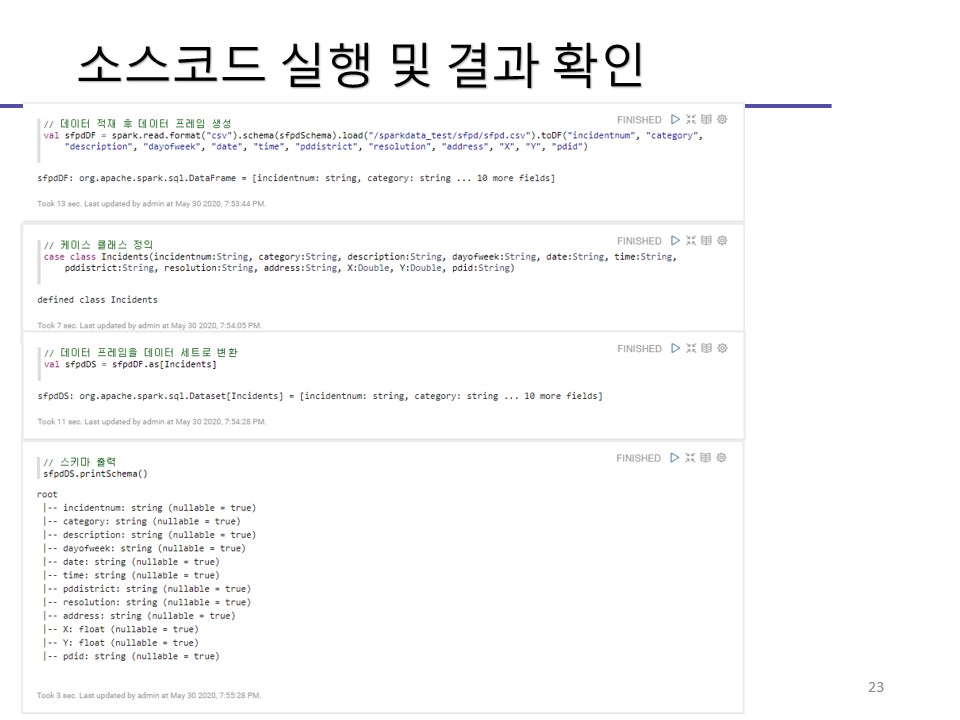 소스코드 실행 및 결과 확인
FINISHED
// 데이터 적재 후 데이터 프레임 생성
val sfpdDF = spark.read.format("csv").schema(sfpdSchema).load("/sparkdata_test/sfpd/sfpd.csv").toDF("incidentnum", "category",
"description", "dayofweek", "date", "time", "pddistrict", "resolution", "address", "X", "Y", "pdid")
sfpdDF: org.apache.spark.sql.DataFrame = [incidentnum: string, category: string ... 10 more fields]
Took 13 sec. Last updated by admin at May 30 2020, 7:53:44 PM.
FINISHED
// 케이스 클래스 정의
case class Incidents(incidentnum:String, category:String, description:String, dayofweek:String, date:String, time:String,
pddistrict:String, resolution:String, address:String, X:Double, Y:Double, pdid:String)
defined class Incidents
Took 7 sec. Last updated by admin at May 30 2020, 7:54:05 PM.
FINISHED
// 데이터 프레임을 데이터 세트로 변환
val sfpdDS = sfpdDF.as[Incidents]
sfpdDS: org.apache.spark.sql.Dataset[Incidents] = [incidentnum: string, category: string ... 10 more fields]
Took 11 sec. Last updated by admin at May 30 2020, 7:54:28 PM.
FINISHED
// 스키마 출력
sfpdDS.printSchema()
root
|-- incidentnum: string (nullable = true)
|-- category: string (nullable = true)
|-- description: string (nullable = true)
|-- dayofweek: string (nullable = true)
|-- date: string (nullable = true)
|-- time: string (nullable = true)
|-- pddistrict: string (nullable = true)
|-- resolution: string (nullable = true)
|-- address: string (nullable = true)
|-- X: float (nullable = true)
|-- Y: float (nullable = true)
|-- pdid: string (nullable = true)
Took 3 sec. Last updated by admin at May 30 2020, 7:55:28 PM.
23